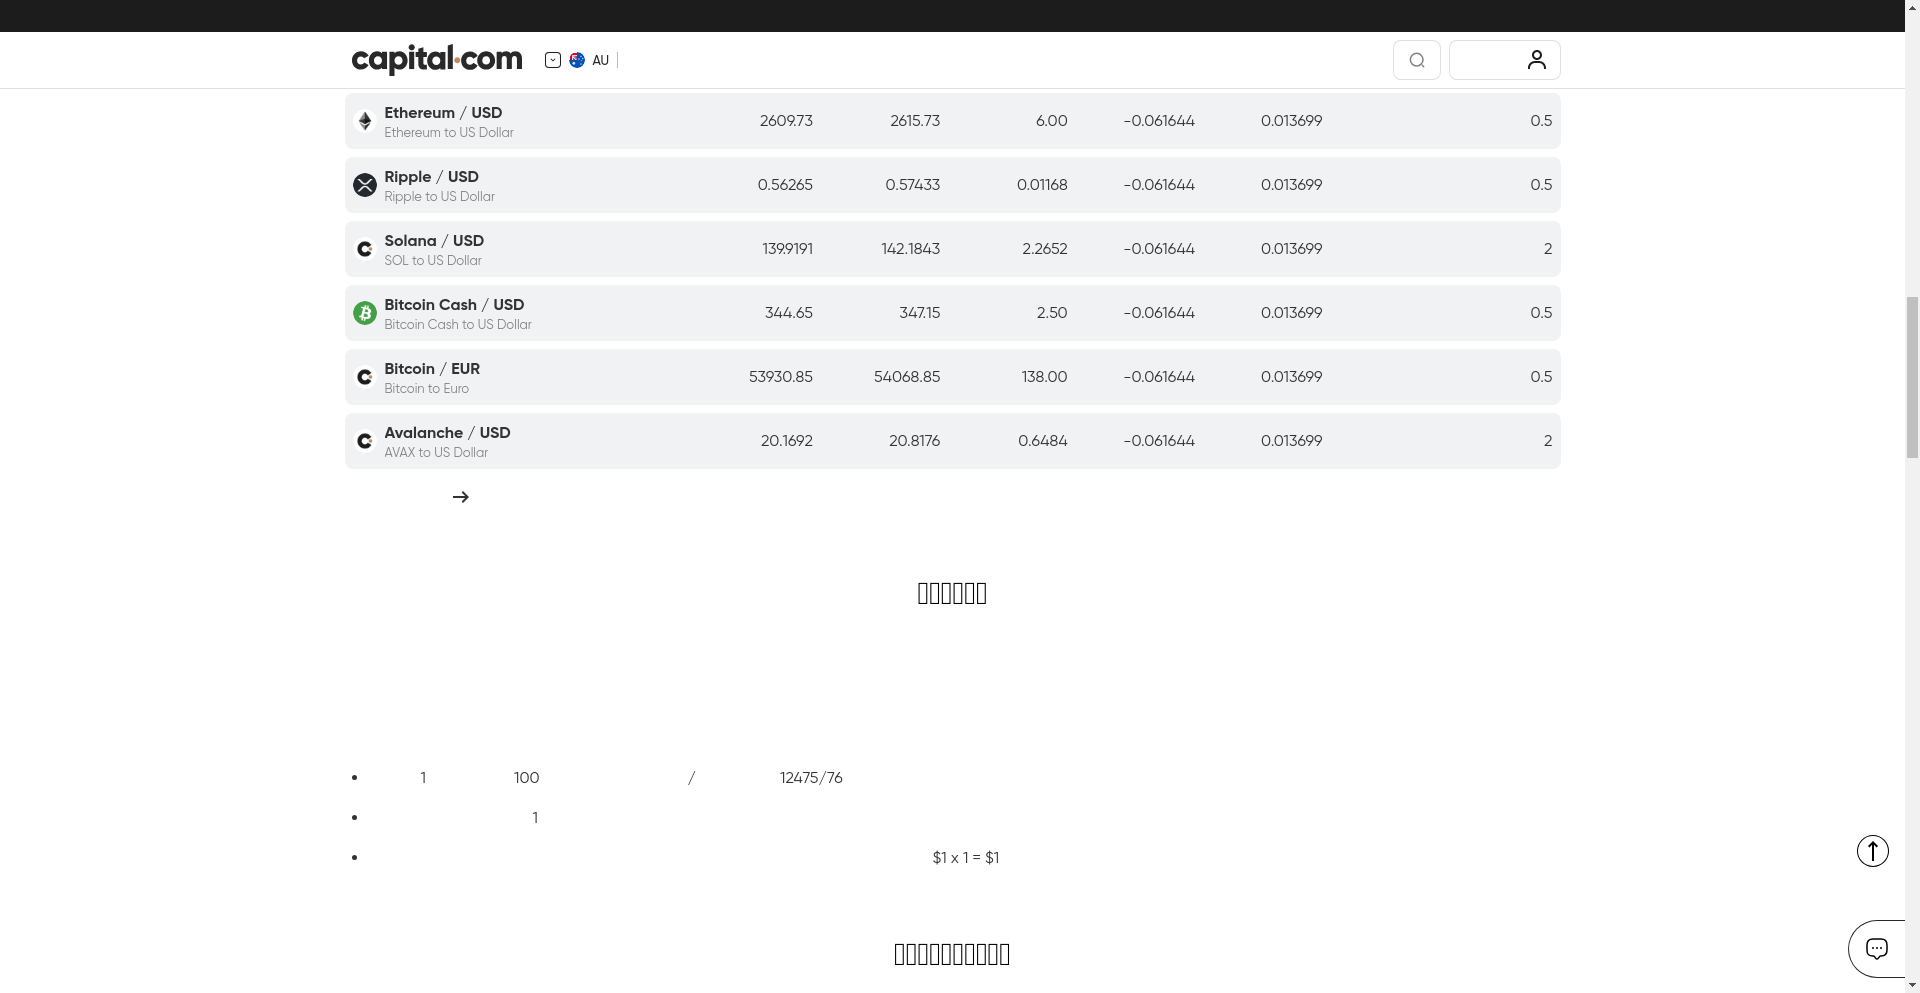 capital.com
AU
Ethereum / USD 2609.73 2615.73 6.00 -0.061644 0.013699 0.5
Ethereum to US Dollar
Ripple / USD 0.56265 0.57433 0.01168 -0.061644 0.013699 0.5
Ripple to US Dollar
Solana / USD 139.9191 142.1843 2.2652 -0.061644 0.013699 2
SOL to US Dollar
Bitcoin Cash / USD 344.65 347.15 2.50 -0.061644 0.013699 0.5
Bitcoin Cash to US Dollar
Bitcoin / EUR 53930.85 54068.85 138.00 -0.061644 0.013699 0.5
Bitcoin to Euro
Avalanche / USD 20.1692 20.8176 0.6484 -0.061644 0.013699 2
AVAX to US Dollar
1 100 / 12475/76
1
$1 x 1 = $1